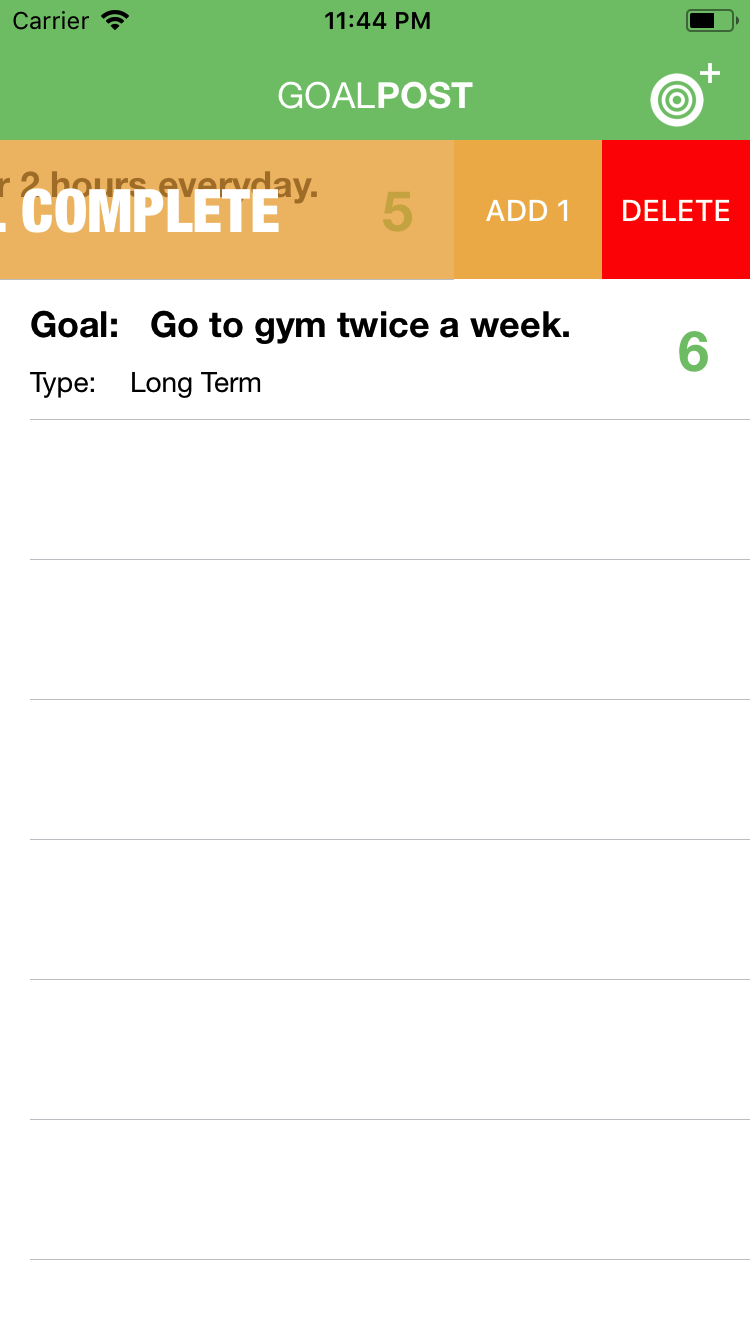 Carrier 11:44 PM
GOALPOST
2 hours everyday.
COMPLETE 5 ADD 1 DELETE
Goal: Go to gym twice a week.
6
Type: Long Term